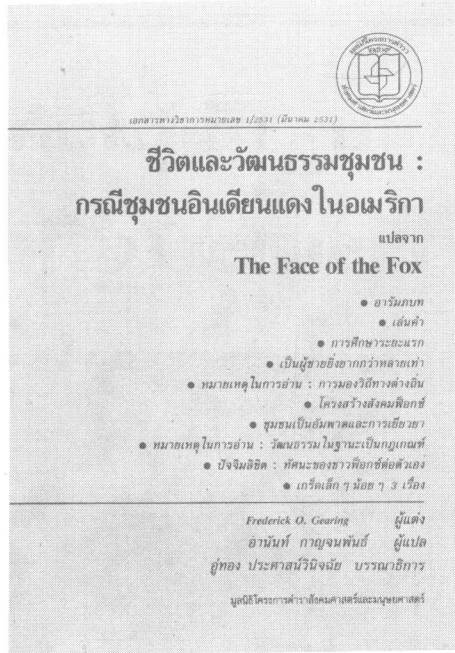 เอกสารทางวิชาการหมายเลข 1/2531 (มีนาคม 2531)
ชีวิตและวัฒนธรรมชุมชน :
กรณีชุมชนอินเดียนแดงในอเมริกา
แปลจาก
The Face of the Fox
● อารัมภบท
● เล่นคำ
● การศึกษาระยะแรก
● เป็นผู้ชายยิ่งยากกว่าหลายเท่า
● หมายเหตุในการอ่าน : การมองวิถีทางต่างถิ่น
● โครงสร้างสังคมฟ็อกซ์
● ชุมชนเป็นอัมพาตและการเยียวยา
● หมายเหตุในการอ่าน : วัฒนธรรมในฐานะเป็นกฎเกณฑ์
● ปัจจิมลิขิต : ทัศนะของชาวฟ็อกซ์ต่อตัวเอง
● เกร็ดเล็ก ๆ น้อย ๆ 3 เรื่อง
Frederick O. Gearing ผู้แต่ง
อานันท์ กาญจนพันธ์ ผู้แปล
อู่ทอง ประศาสน์วินิจฉัย บรรณาธิการ
มูลนิธิโครงการตำราสังคมศาสตร์และมนุษยศาสตร์